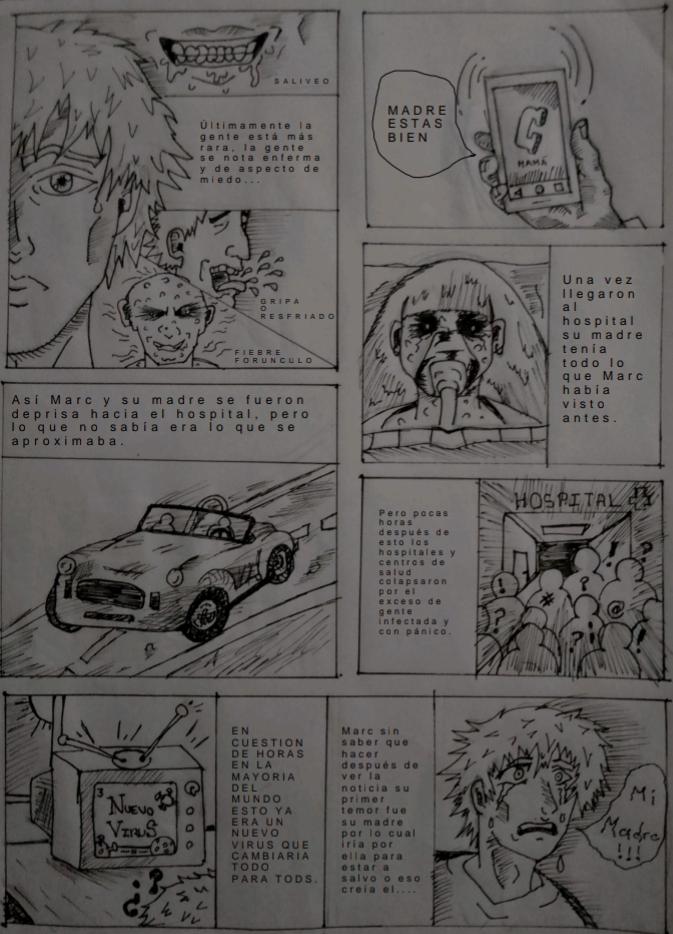 SALIVEO
Últimamente la
gente está más
rara, la gente
se nota enferma
y de aspecto de
miedo...
GRIPA
O
RESFRIADO
FIEBRE
FORUNCULO
MADRE
ESTAS
BIEN
MAMÁ
Una vez
llegaron
al
hospital
su madre
tenía
todo lo
que Marc
había
visto
antes.
Así Marc y su madre se fueron
deprisa hacia el hospital, pero
lo que no sabía era lo que se
aproximaba.
HOSPITAL
Pero pocas
horas
después de
esto los
hospitales y
centros de
salud
colapsaron
por el
exceso de
gente
infectada y
con pánico.
! ? ! ?
# @
? ? !
3
NUEVO
VIRUS
¿?
EN
CUESTION
DE HORAS
EN LA
MAYORIA
DEL
MUNDO
ESTO YA
ERA UN
NUEVO
VIRUS QUE
CAMBIARIA
TODO
PARA TODS.
Marc sin
saber que
hacer
después de
ver la
noticia su
primer
temor fue
su madre
por lo cual
iría por
ella para
estar a
salvo o eso
creía el....
Mi
Madre
!!!